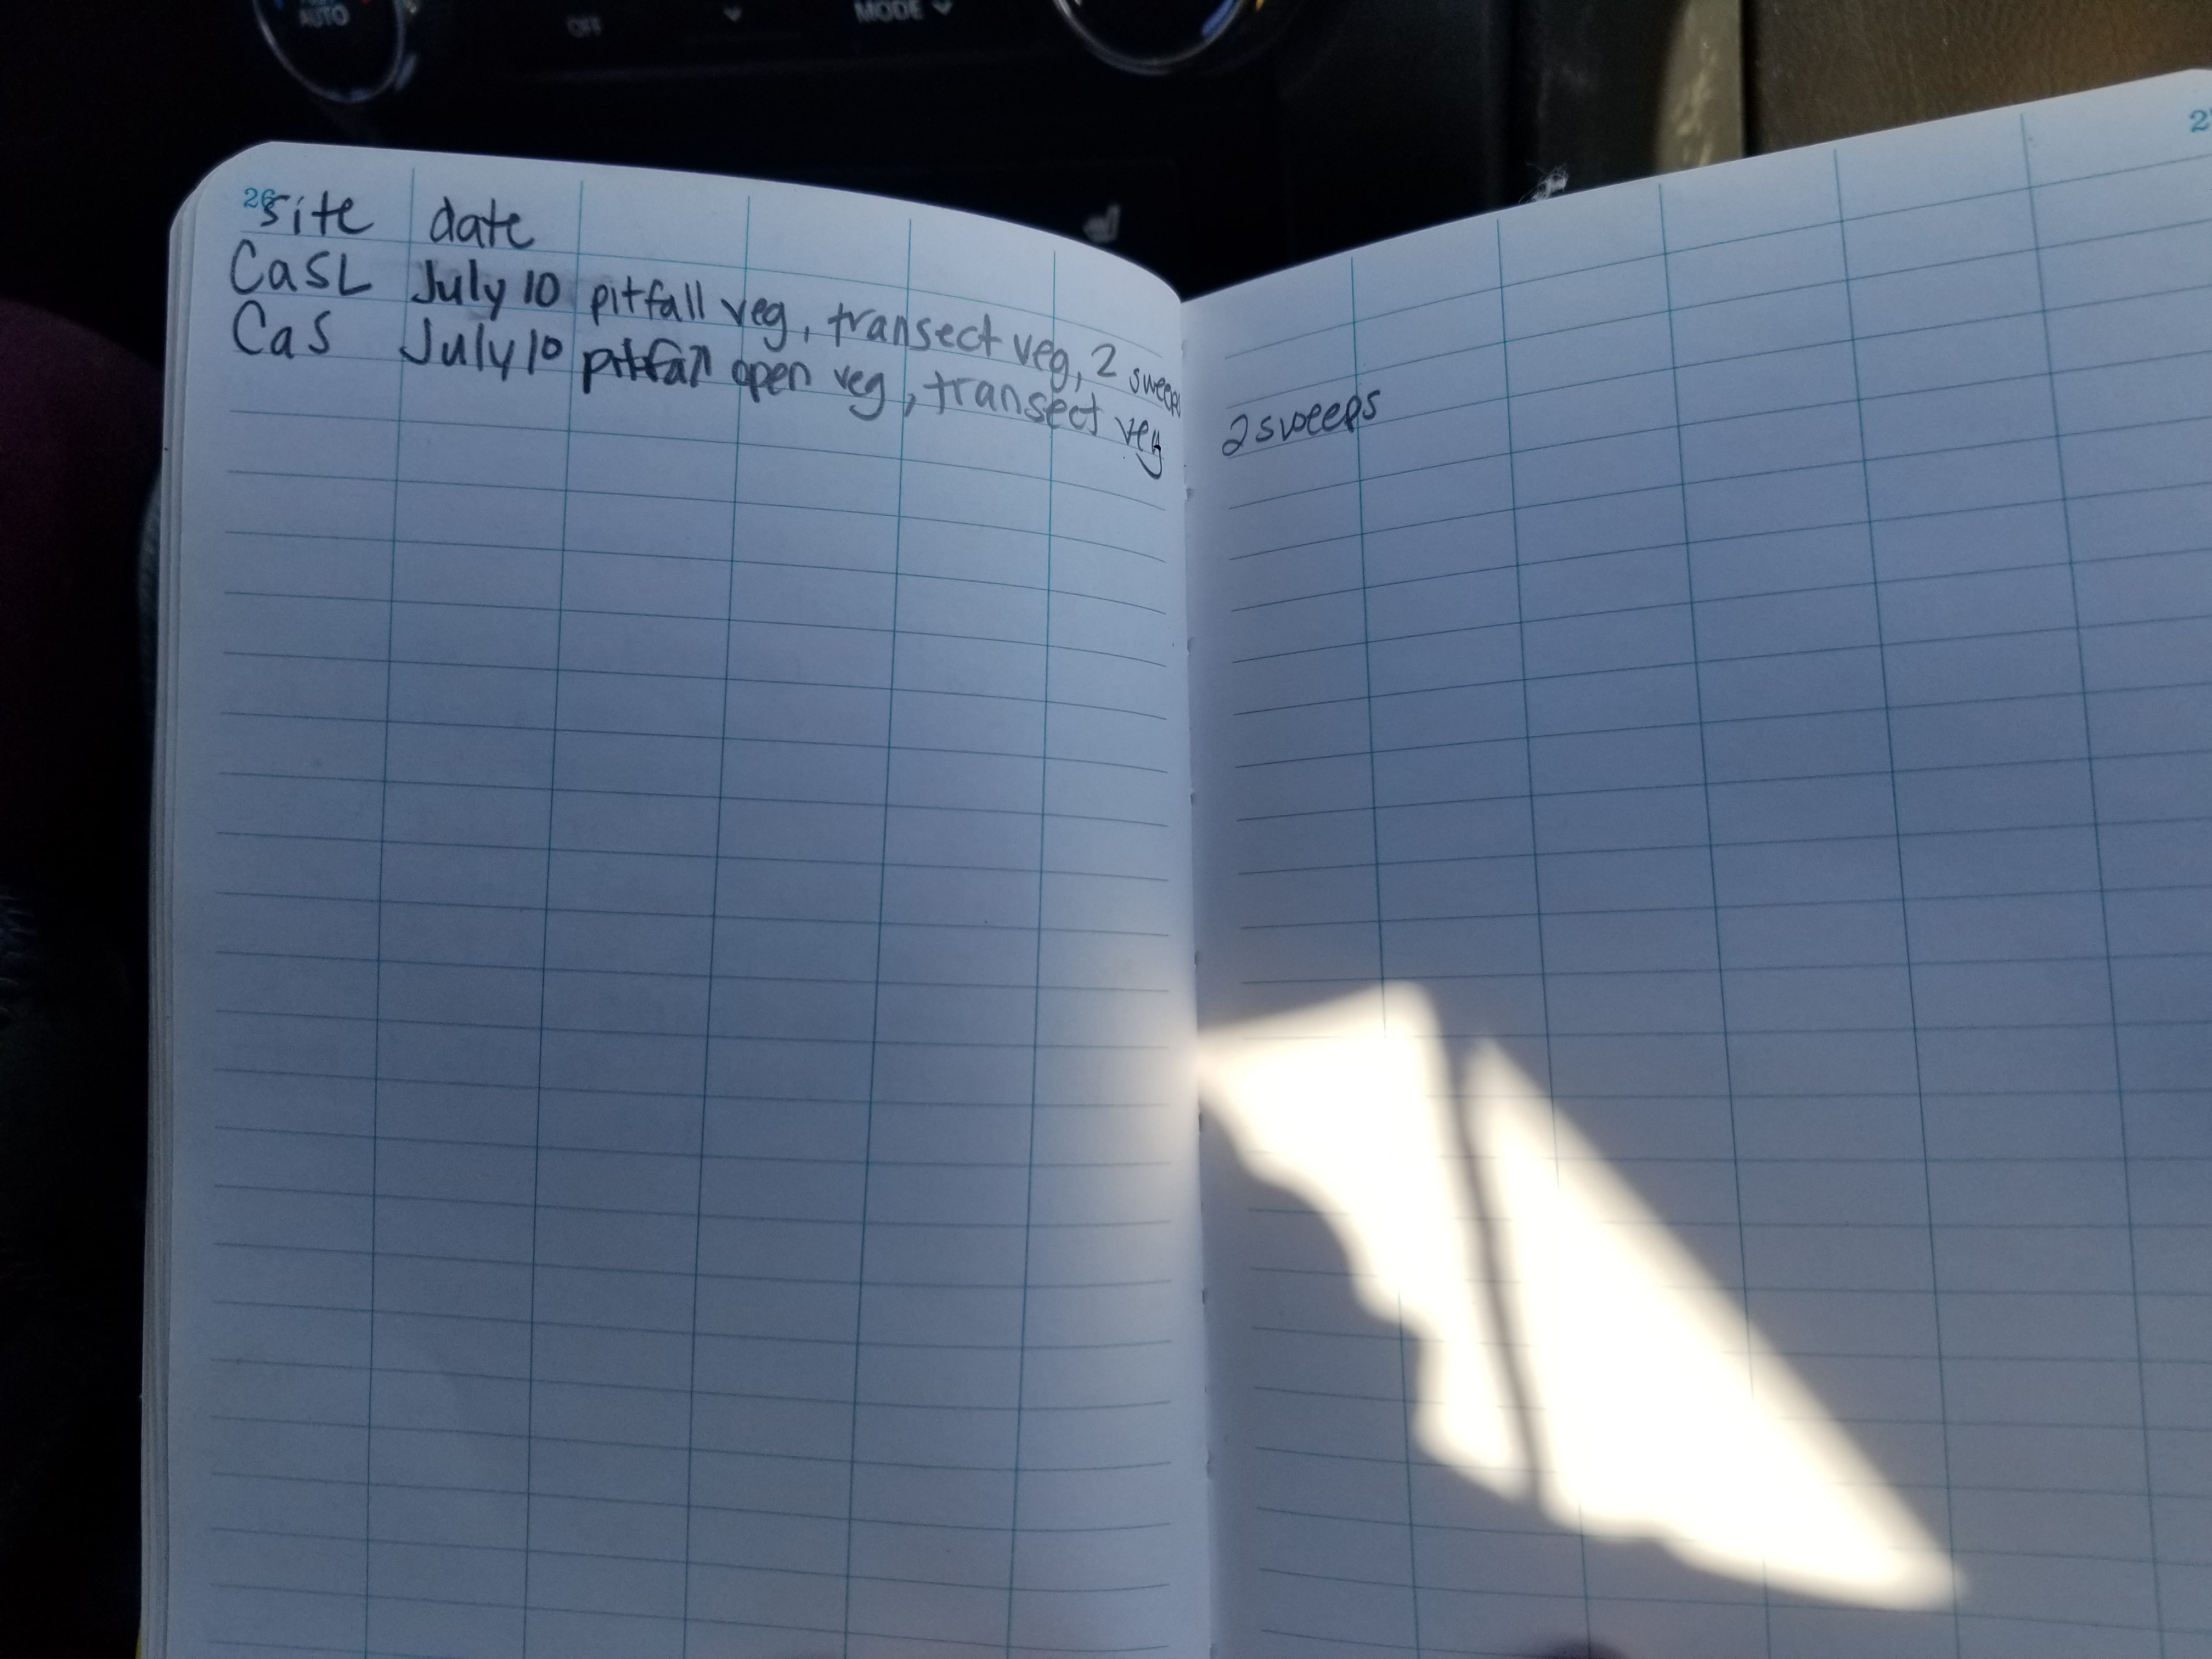 AUTO
OFF
MODE
26
site date
CaSL July 10 pitfall veg, transect veg, 2 sweeps
CaS July 10 pitfall open veg, transect veg 2 sweeps